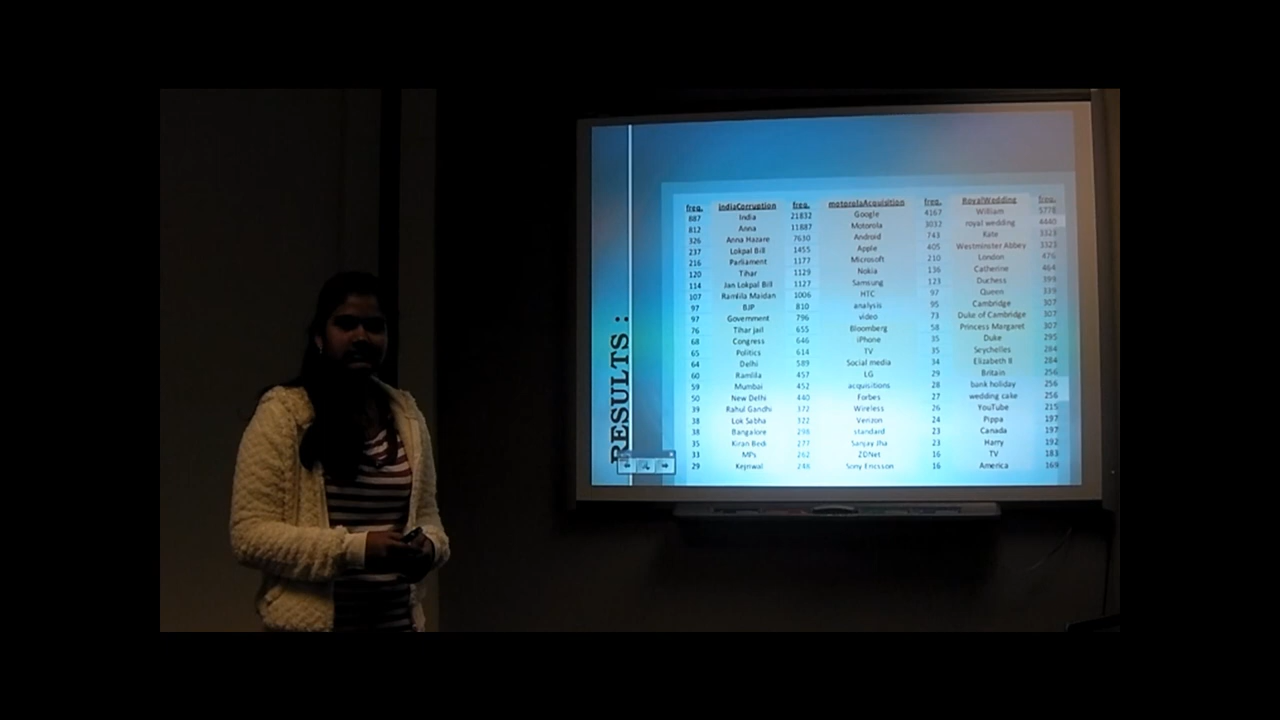 RESULTS :
freq. indiaCorruption freq. motorolaAcquisition freq. RoyalWedding freq.
887 India 21832 Google 4167 William 5778
812 Anna 11887 Motorola 3032 royal wedding 4440
326 Anna Hazare 7630 Android 743 Kate 3323
237 Lokpal Bill 1455 Apple 405 Westminster Abbey 3323
216 Parliament 1177 Microsoft 210 London 476
120 Tihar 1129 Nokia 136 Catherine 464
114 Jan Lokpal Bill 1127 Samsung 123 Duchess 399
107 Ramlila Maidan 1006 HTC 97 Queen 339
97 BJP 810 analysis 95 Cambridge 307
97 Government 796 video 73 Duke of Cambridge 307
76 Tihar jail 655 Bloomberg 58 Princess Margaret 307
68 Congress 646 iPhone 35 Duke 295
65 Politics 614 TV 35 Seychelles 284
64 Delhi 589 Social media 34 Elizabeth II 284
60 Ramlila 457 LG 29 Britain 256
59 Mumbai 452 acquisitions 28 bank holiday 256
50 New Delhi 440 Forbes 27 wedding cake 256
39 Rahul Gandhi 372 Wireless 26 YouTube 215
38 Lok Sabha 322 Verizon 24 Pippa 197
38 Bangalore 298 standard 23 Canada 197
35 Kiran Bedi 277 Sanjay Jha 23 Harry 192
33 MPs 262 ZDNet 16 TV 183
29 Kejriwal 248 Sony Ericsson 16 America 169